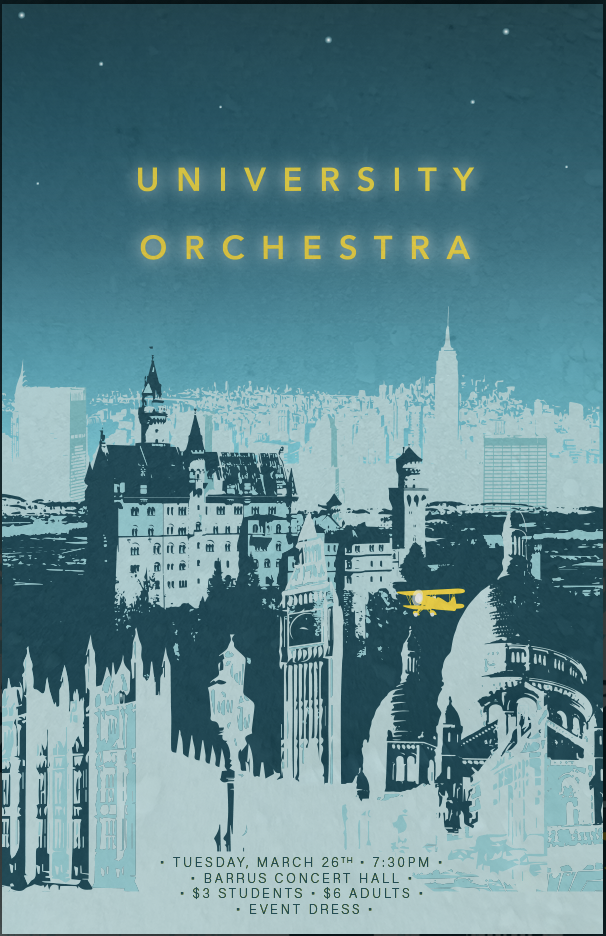 UNIVERSITY
ORCHESTRA
• TUESDAY, MARCH 26TH • 7:30PM •
• BARRUS CONCERT HALL •
• $3 STUDENTS • $6 ADULTS •
• EVENT DRESS •